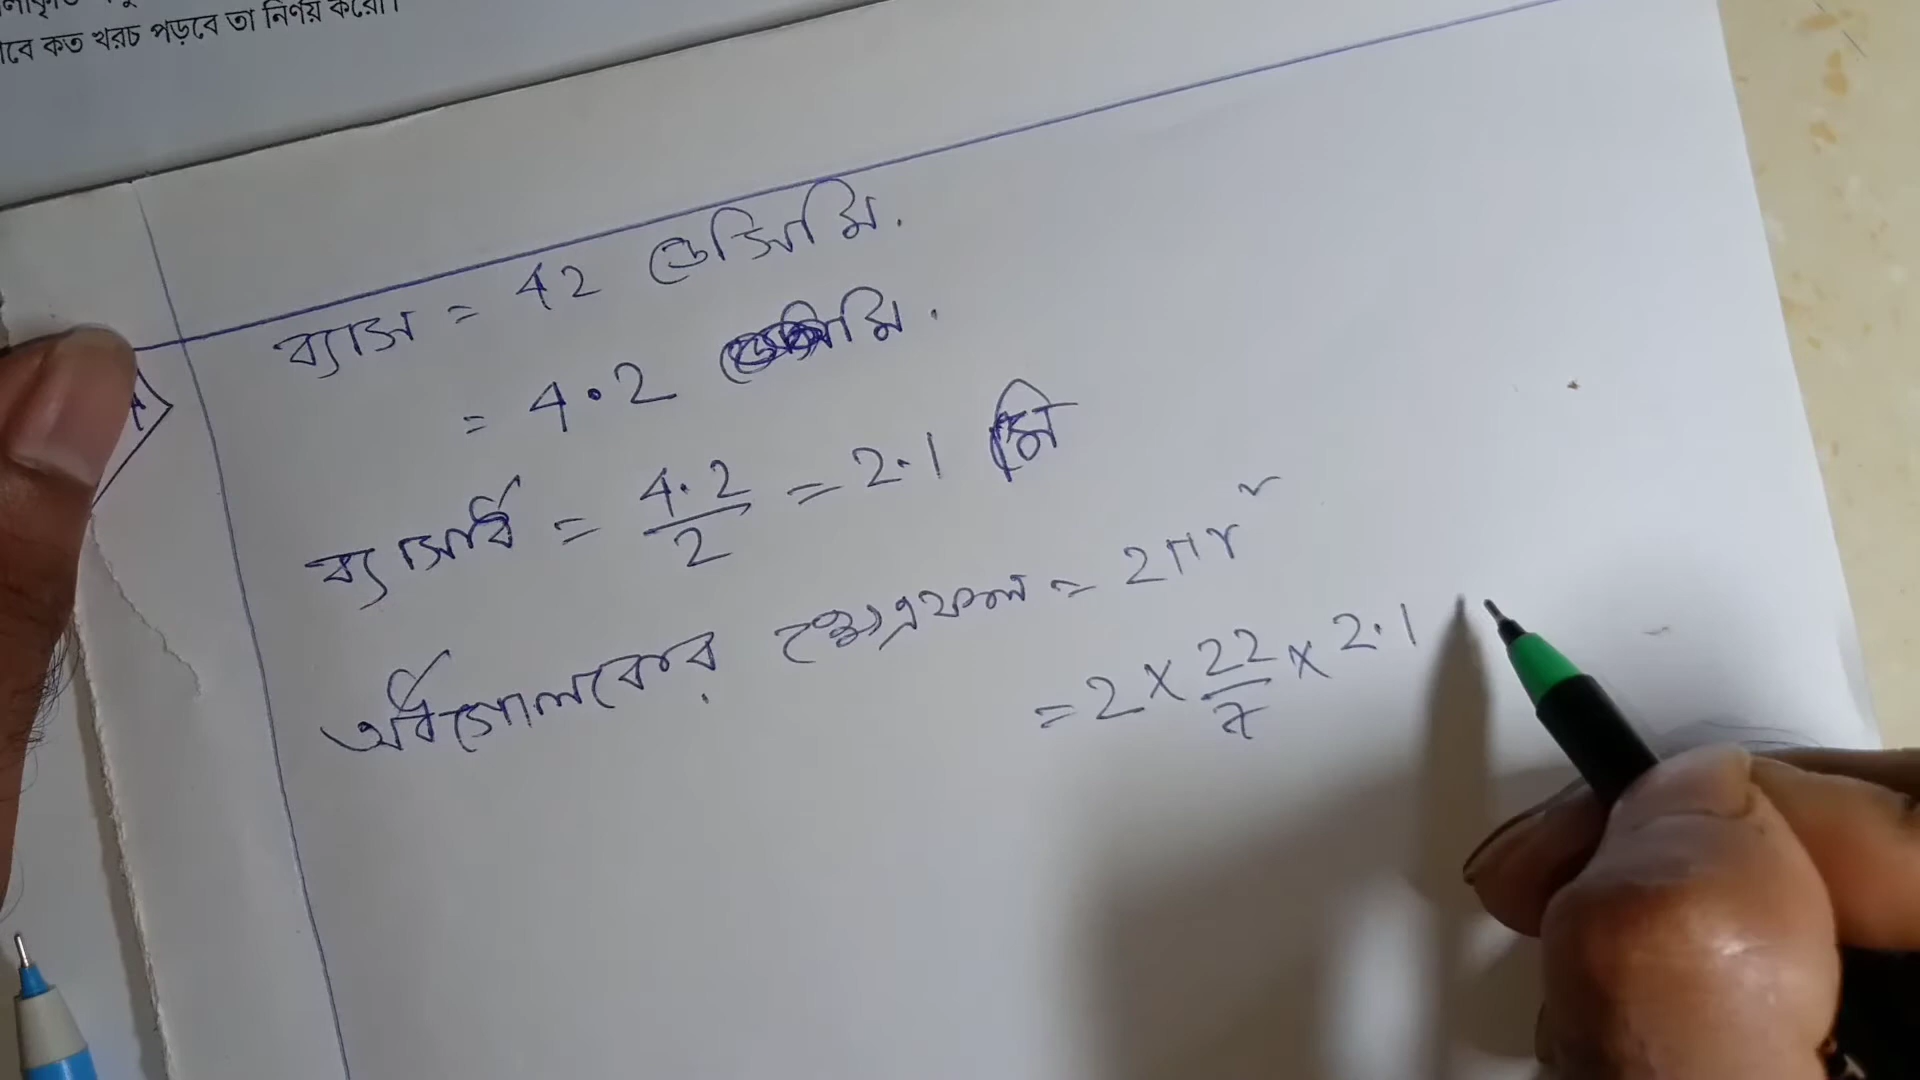 বে কত খরচ পড়বে তা নির্ণয় করো।
ব্যাস = 42 ডেসিমি.
= 4.2 মি.
ব্যাসার্ধ = 4.2/2 = 2.1 মি
অর্ধগোলকের ক্ষেত্রফল = 2πr²
= 2 × 22/7 × 2.1